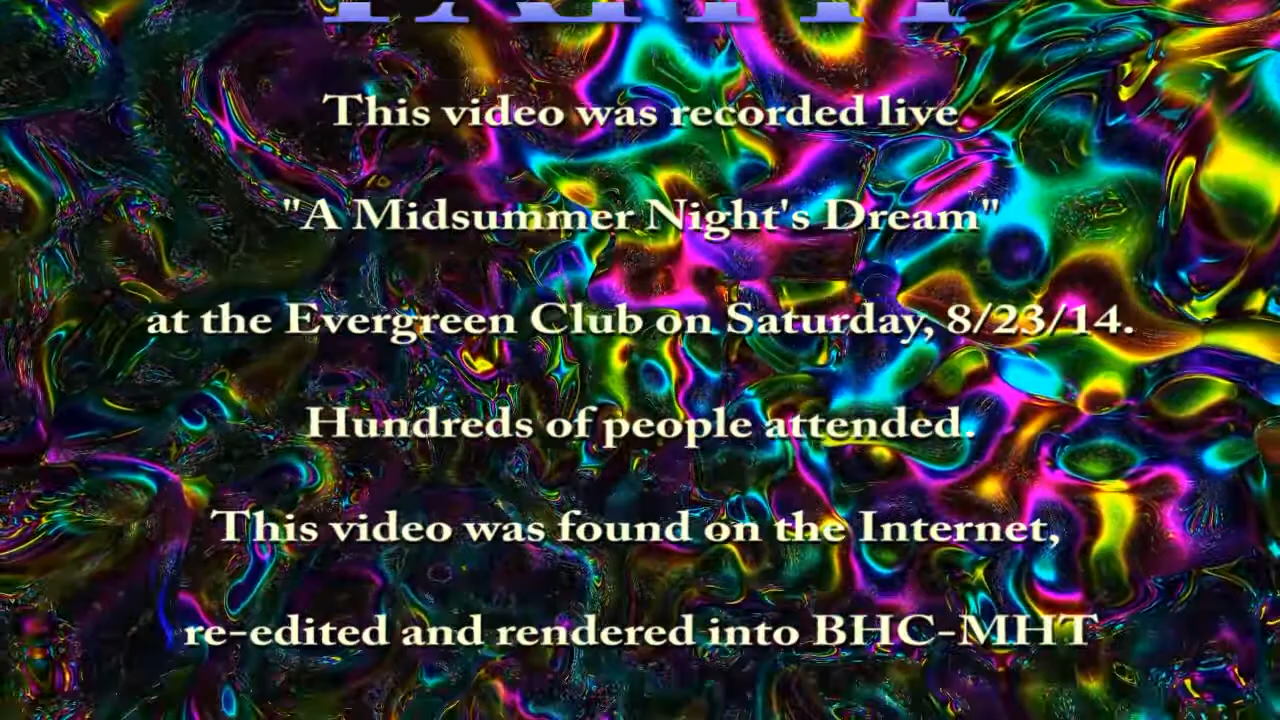 This video was recorded live
"A Midsummer Night's Dream"
at the Evergreen Club on Saturday, 8/23/14.
Hundreds of people attended.
This video was found on the Internet,
re-edited and rendered into BHC-MHT